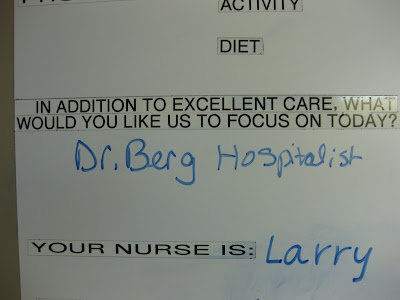 ACTIVITY
DIET
IN ADDITION TO EXCELLENT CARE, WHAT
WOULD YOU LIKE US TO FOCUS ON TODAY?
Dr. Berg Hospitalist
YOUR NURSE IS: Larry